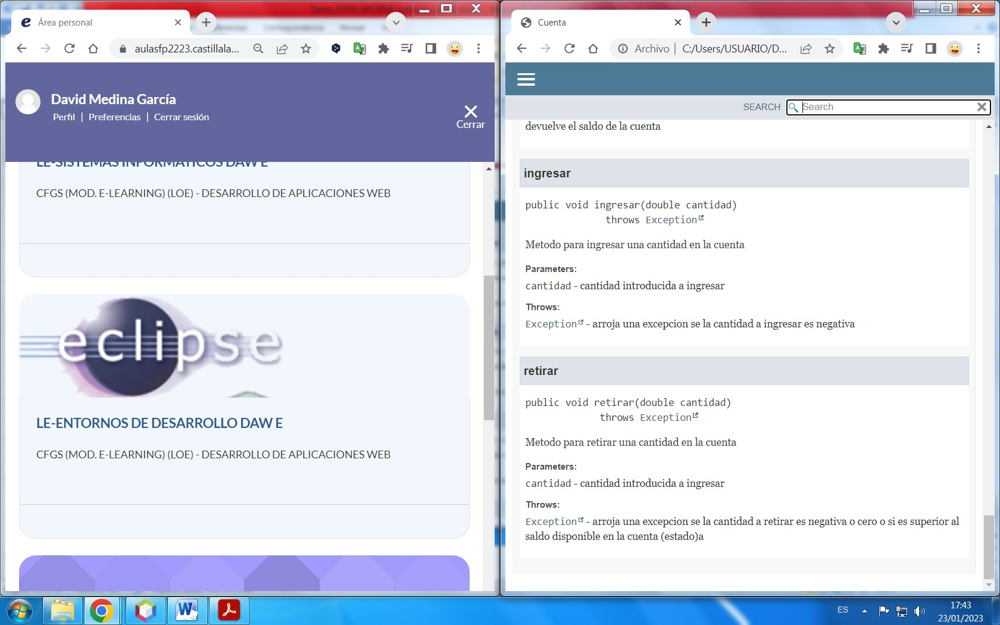 Área personal
aulasfp2223.castillala...
David Medina García
Perfil | Preferencias | Cerrar sesión
Cerrar
LE-SISTEMAS INFORMÁTICOS DAW E
CFGS (MOD. E-LEARNING) (LOE) - DESARROLLO DE APLICACIONES WEB
eclipse
LE-ENTORNOS DE DESARROLLO DAW E
CFGS (MOD. E-LEARNING) (LOE) - DESARROLLO DE APLICACIONES WEB
Cuenta
Archivo | C:/Users/USUARIO/D...
SEARCH Search
devuelve el saldo de la cuenta
ingresar
public void ingresar(double cantidad)
throws Exception
Metodo para ingresar una cantidad en la cuenta
Parameters:
cantidad - cantidad introducida a ingresar
Throws:
Exception - arroja una excepcion se la cantidad a ingresar es negativa
retirar
public void retirar(double cantidad)
throws Exception
Metodo para retirar una cantidad en la cuenta
Parameters:
cantidad - cantidad introducida a ingresar
Throws:
Exception - arroja una excepcion se la cantidad a retirar es negativa o cero o si es superior al
saldo disponible en la cuenta (estado)a
ES
17:43
23/01/2023